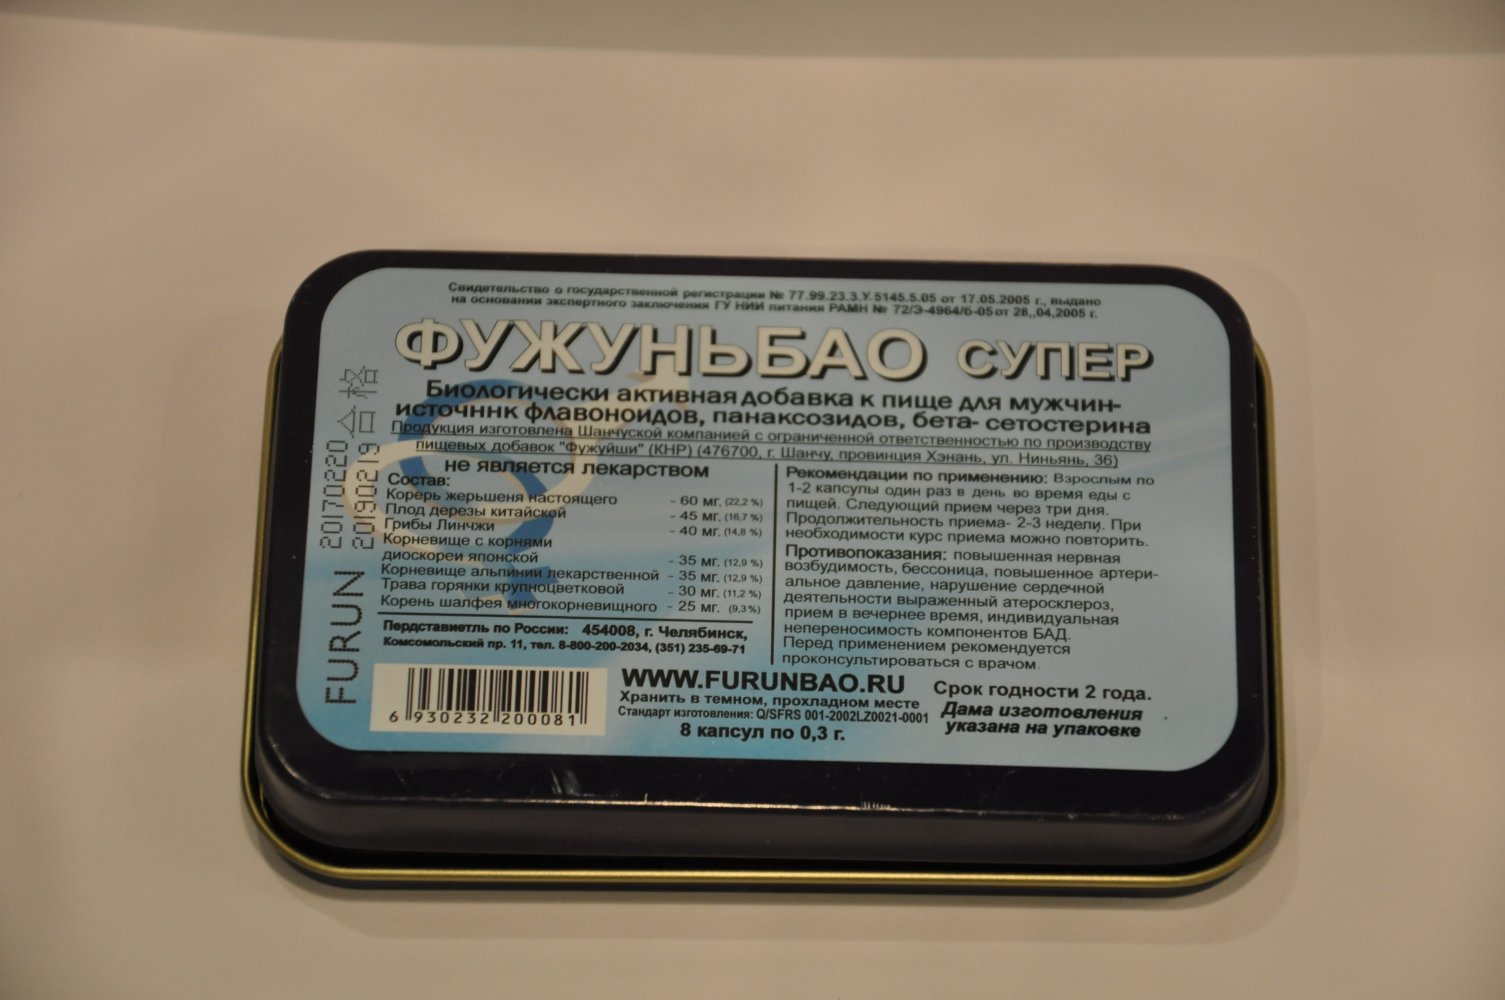 Свидетельство о государственной регистрации № 77.99.23.3.У.5145.5.05 от 17.05.2005 г., выдано
на основании экспертного заключения ГУ НИИ питания РАМН № 72/Э-4964/б-05 от 28,,04,2005 г.
ФУЖУНЬБАО СУПЕР
Биологически активная добавка к пище для мужчин-
источннк флавоноидов, панаксозидов, бета- сетостерина
Продукция изготовлена Шанчуской компанией с ограниченной ответственностью по производству
пищевых добавок "Фужуйши" (КНР) (476700, г. Шанчу, провинция Хэнань, ул. Ниньянь, 36)
не является лекарством
Состав:
Корерь жерьшеня настоящего - 60 мг. (22,2 %)
Плод дерезы китайской - 45 мг. (16,7 %)
Грибы Линчжи - 40 мг. (14,8 %)
Корневище с корнями
диоскореи японской - 35 мг. (12,9 %)
Корневище альпинии лекарственной - 35 мг. (12,9 %)
Трава горянки крупноцветковой - 30 мг. (11,2 %)
Корень шалфея многокорневищного - 25 мг. (9,3%)
Пердставиетль по России: 454008, г. Челябинск,
Комсомольский пр. 11, тел. 8-800-200-2034, (351) 235-69-71
Рекомендации по применению: Взрослым по
1-2 капсулы один раз в день во время еды с
пищей. Следующий прием через три дня.
Продолжительность приема- 2-3 недели. При
необходимости курс приема можно повторить.
Противопоказания: повышенная нервная
возбудимость, бессоница, повышенное артери-
альное давление, нарушение сердечной
деятельности выраженный атеросклероз,
прием в вечернее время, индивидуальная
непереносимость компонентов БАД.
Перед применением рекомендуется
проконсультироваться с врачом.
6 930232 200081
WWW.FURUNBAO.RU
Хранить в темном, прохладном месте
Стандарт изготовления: Q/SFRS 001-2002LZ0021-0001
8 капсул по 0,3 г.
Срок годности 2 года.
Дама изготовления
указана на упаковке
FURUN 20170220
20190219